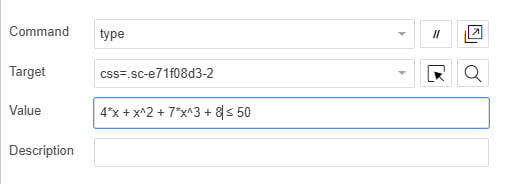 Command type //
Target css=.sc-e71f08d3-2
Value 4*x + x^2 + 7*x^3 + 8 ≤ 50
Description